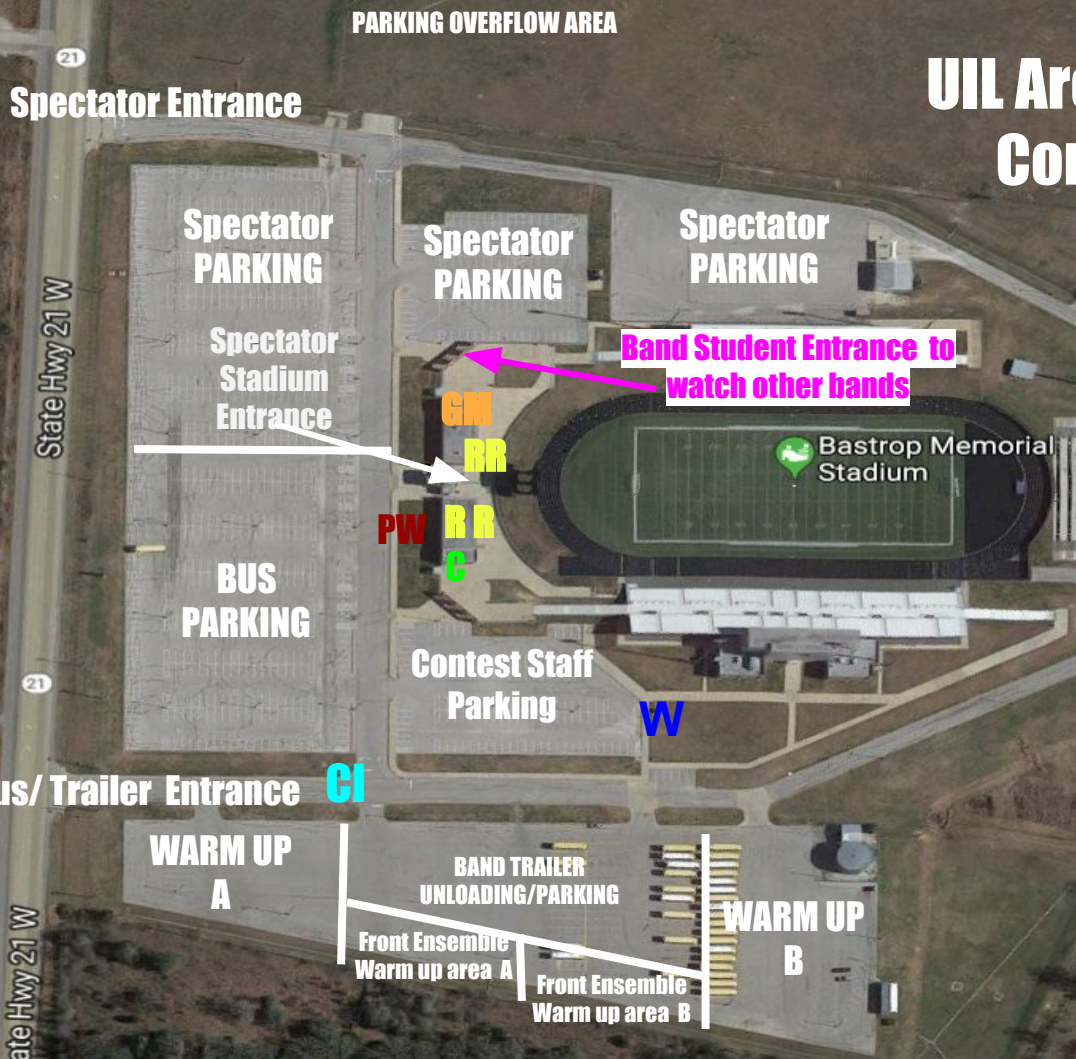 PARKING OVERFLOW AREA
21
UIL Are
Con
Spectator Entrance
Spectator
PARKING
Spectator
PARKING
Spectator
PARKING
State Hwy 21 W
Spectator
Stadium
Entrance
Band Student Entrance to
watch other bands
GM
RR
Bastrop Memorial
Stadium
PW
R R
C
BUS
PARKING
Contest Staff
Parking
21
W
us/ Trailer Entrance
CI
WARM UP
A
BAND TRAILER
UNLOADING/PARKING
WARM UP
B
Front Ensemble
Warm up area A
Front Ensemble
Warm up area B
ate Hwy 21 W